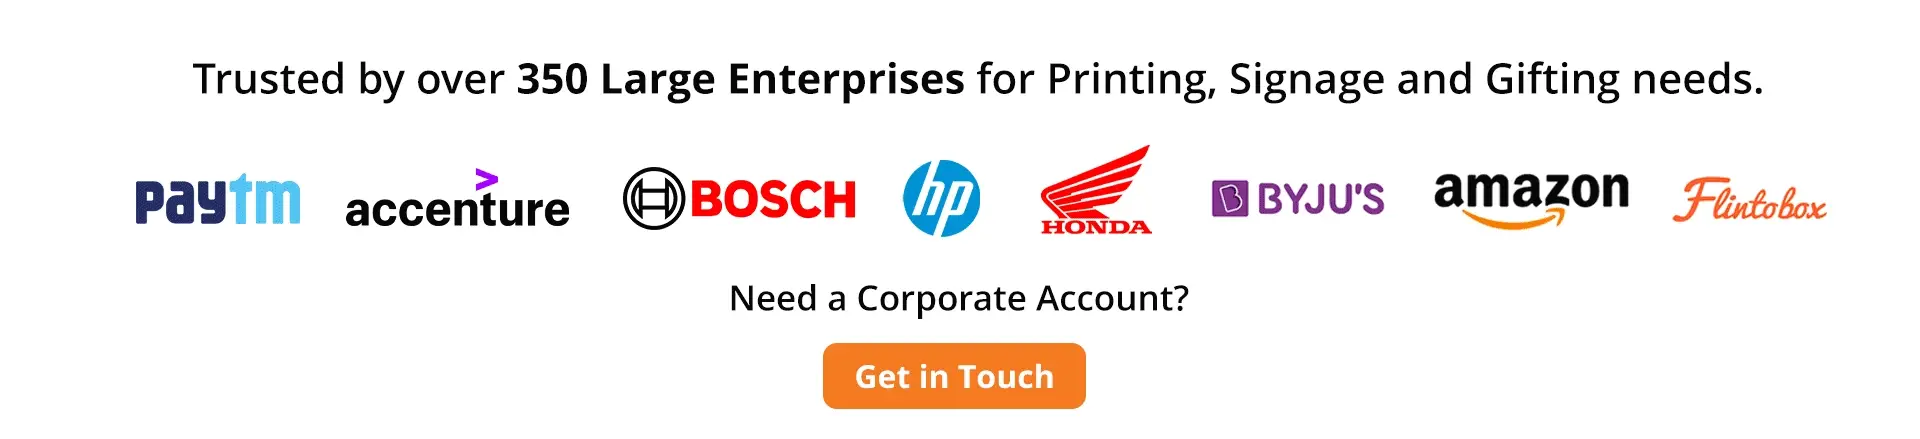 Trusted by over 350 Large Enterprises for Printing, Signage and Gifting needs.
paytm accenture BOSCH hp HONDA BYJU'S amazon Flintobox
Need a Corporate Account?
Get in Touch